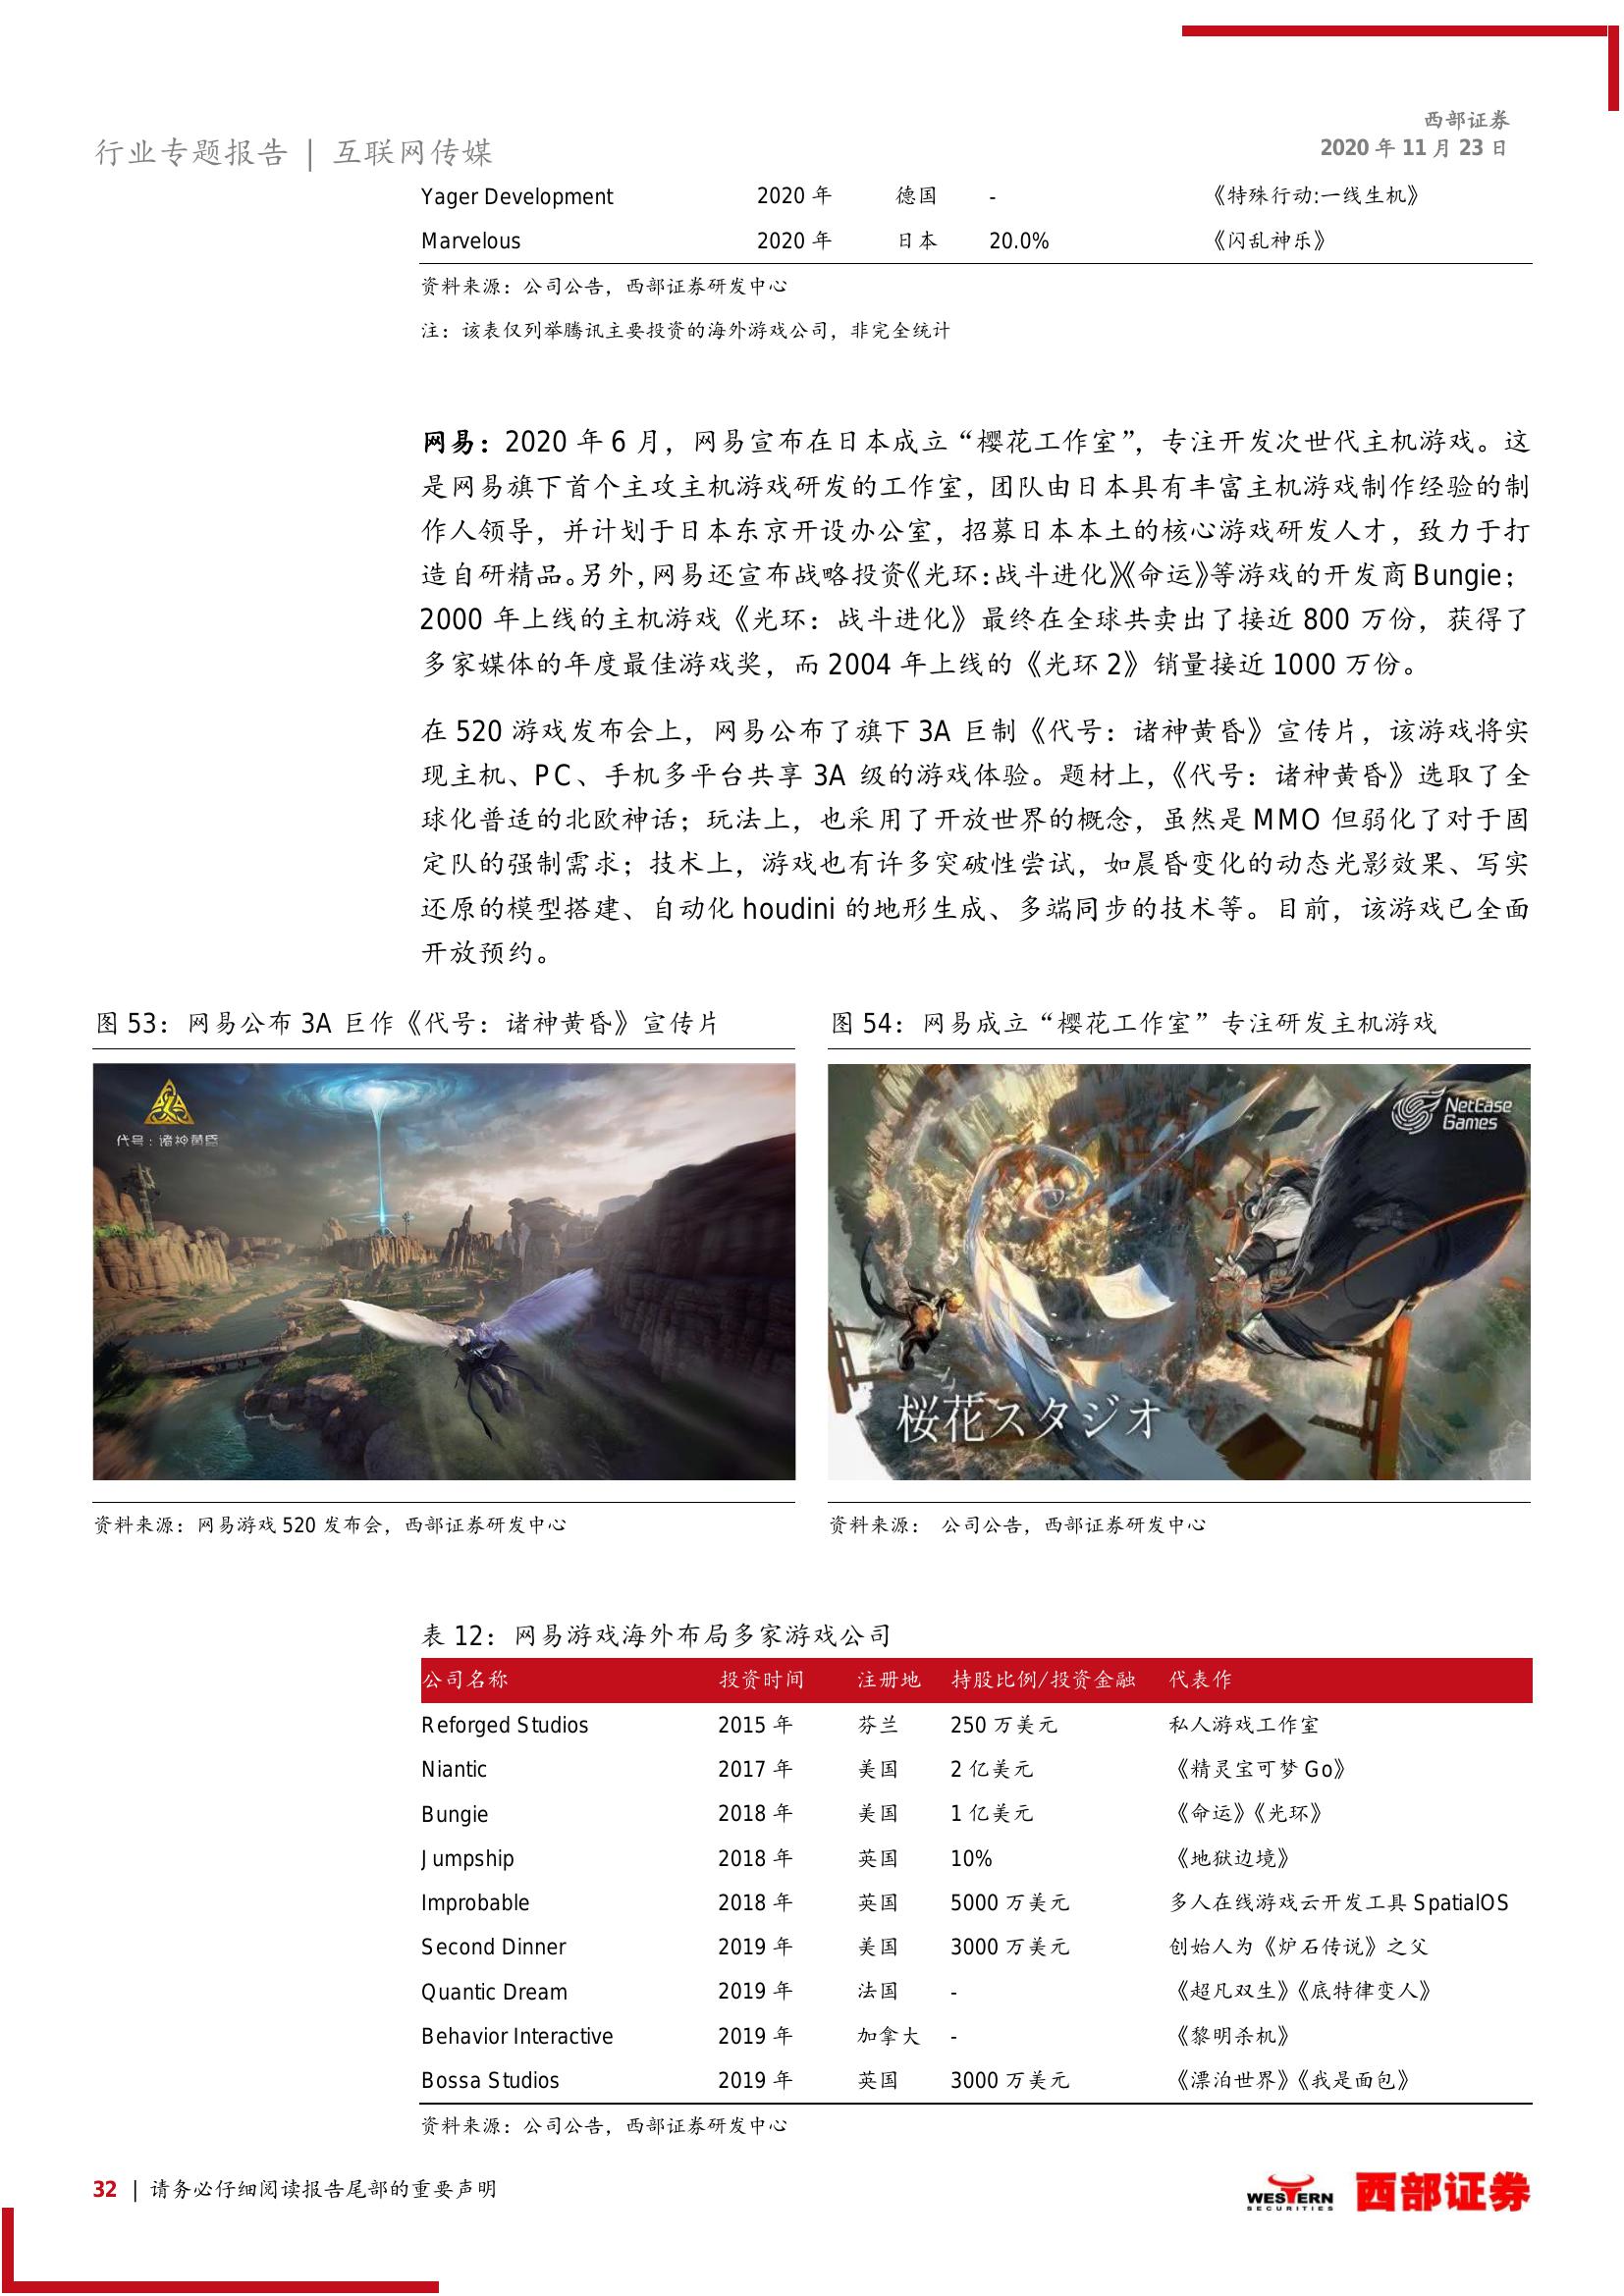 西部证券
行业专题报告 | 互联网传媒
2020 年 11 月 23 日
Yager Development 2020 年 德国 - 《特殊行动:一线生机》
Marvelous 2020 年 日本 20.0% 《闪乱神乐》
资料来源：公司公告，西部证券研发中心
注：该表仅列举腾讯主要投资的海外游戏公司，非完全统计
网易：2020 年 6 月，网易宣布在日本成立“樱花工作室”，专注开发次世代主机游戏。这
是网易旗下首个主攻主机游戏研发的工作室，团队由日本具有丰富主机游戏制作经验的制
作人领导，并计划于日本东京开设办公室，招募日本本土的核心游戏研发人才，致力于打
造自研精品。另外，网易还宣布战略投资《光环：战斗进化》《命运》等游戏的开发商 Bungie；
2000 年上线的主机游戏《光环：战斗进化》最终在全球共卖出了接近 800 万份，获得了
多家媒体的年度最佳游戏奖，而 2004 年上线的《光环 2》销量接近 1000 万份。
在 520 游戏发布会上，网易公布了旗下 3A 巨制《代号：诸神黄昏》宣传片，该游戏将实
现主机、PC、手机多平台共享 3A 级的游戏体验。题材上，《代号：诸神黄昏》选取了全
球化普适的北欧神话；玩法上，也采用了开放世界的概念，虽然是 MMO 但弱化了对于固
定队的强制需求；技术上，游戏也有许多突破性尝试，如晨昏变化的动态光影效果、写实
还原的模型搭建、自动化 houdini 的地形生成、多端同步的技术等。目前，该游戏已全面
开放预约。
图 53：网易公布 3A 巨作《代号：诸神黄昏》宣传片
图 54：网易成立“樱花工作室”专注研发主机游戏
代号：诸神黄昏
NetEase
Games
桜花スタジオ
资料来源：网易游戏 520 发布会，西部证券研发中心
资料来源： 公司公告，西部证券研发中心
表 12：网易游戏海外布局多家游戏公司
公司名称 投资时间 注册地 持股比例/投资金融 代表作
Reforged Studios 2015 年 芬兰 250 万美元 私人游戏工作室
Niantic 2017 年 美国 2 亿美元 《精灵宝可梦 Go》
Bungie 2018 年 美国 1 亿美元 《命运》《光环》
Jumpship 2018 年 英国 10% 《地狱边境》
Improbable 2018 年 英国 5000 万美元 多人在线游戏云开发工具 SpatialOS
Second Dinner 2019 年 美国 3000 万美元 创始人为《炉石传说》之父
Quantic Dream 2019 年 法国 - 《超凡双生》《底特律变人》
Behavior Interactive 2019 年 加拿大 - 《黎明杀机》
Bossa Studios 2019 年 英国 3000 万美元 《漂泊世界》《我是面包》
资料来源：公司公告，西部证券研发中心
32 | 请务必仔细阅读报告尾部的重要声明
WESTERN
SECURITIES
西部证券